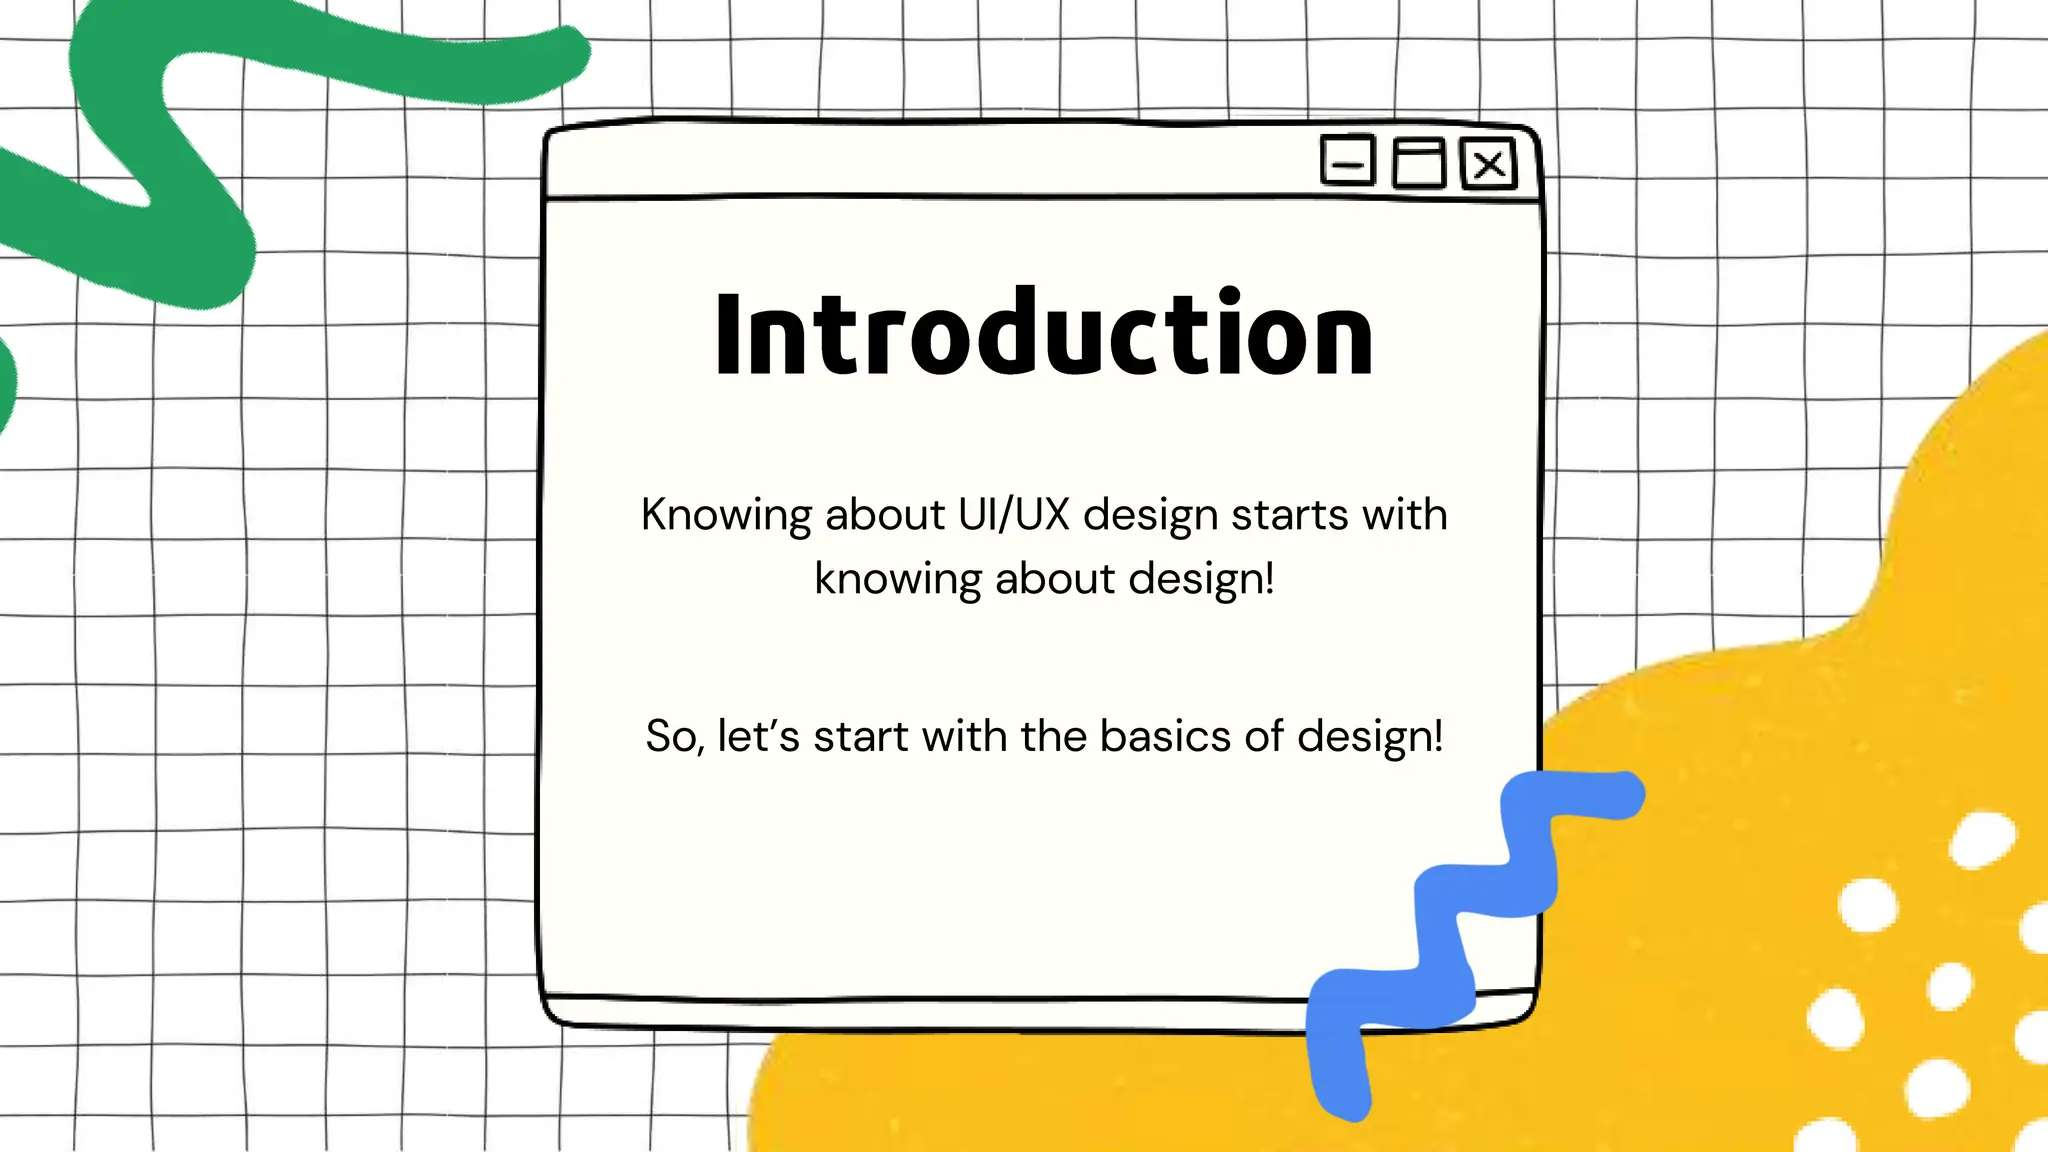 Introduction
Knowing about UI/UX design starts with
knowing about design!
So, let’s start with the basics of design!